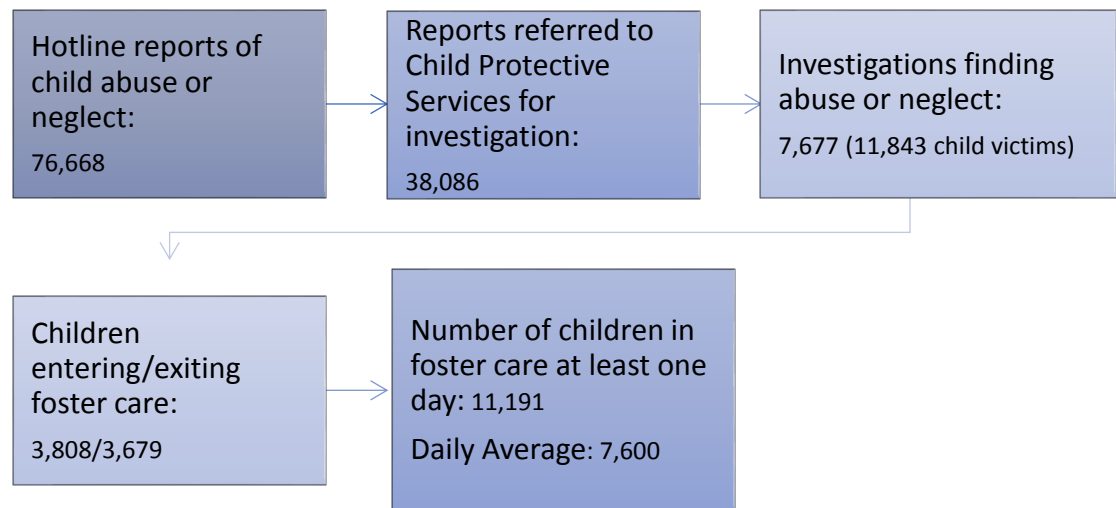 Hotline reports of
child abuse or
neglect:
76,668
Reports referred to
Child Protective
Services for
investigation:
38,086
Investigations finding
abuse or neglect:
7,677 (11,843 child victims)
Children
entering/exiting
foster care:
3,808/3,679
Number of children in
foster care at least one
day: 11,191
Daily Average: 7,600